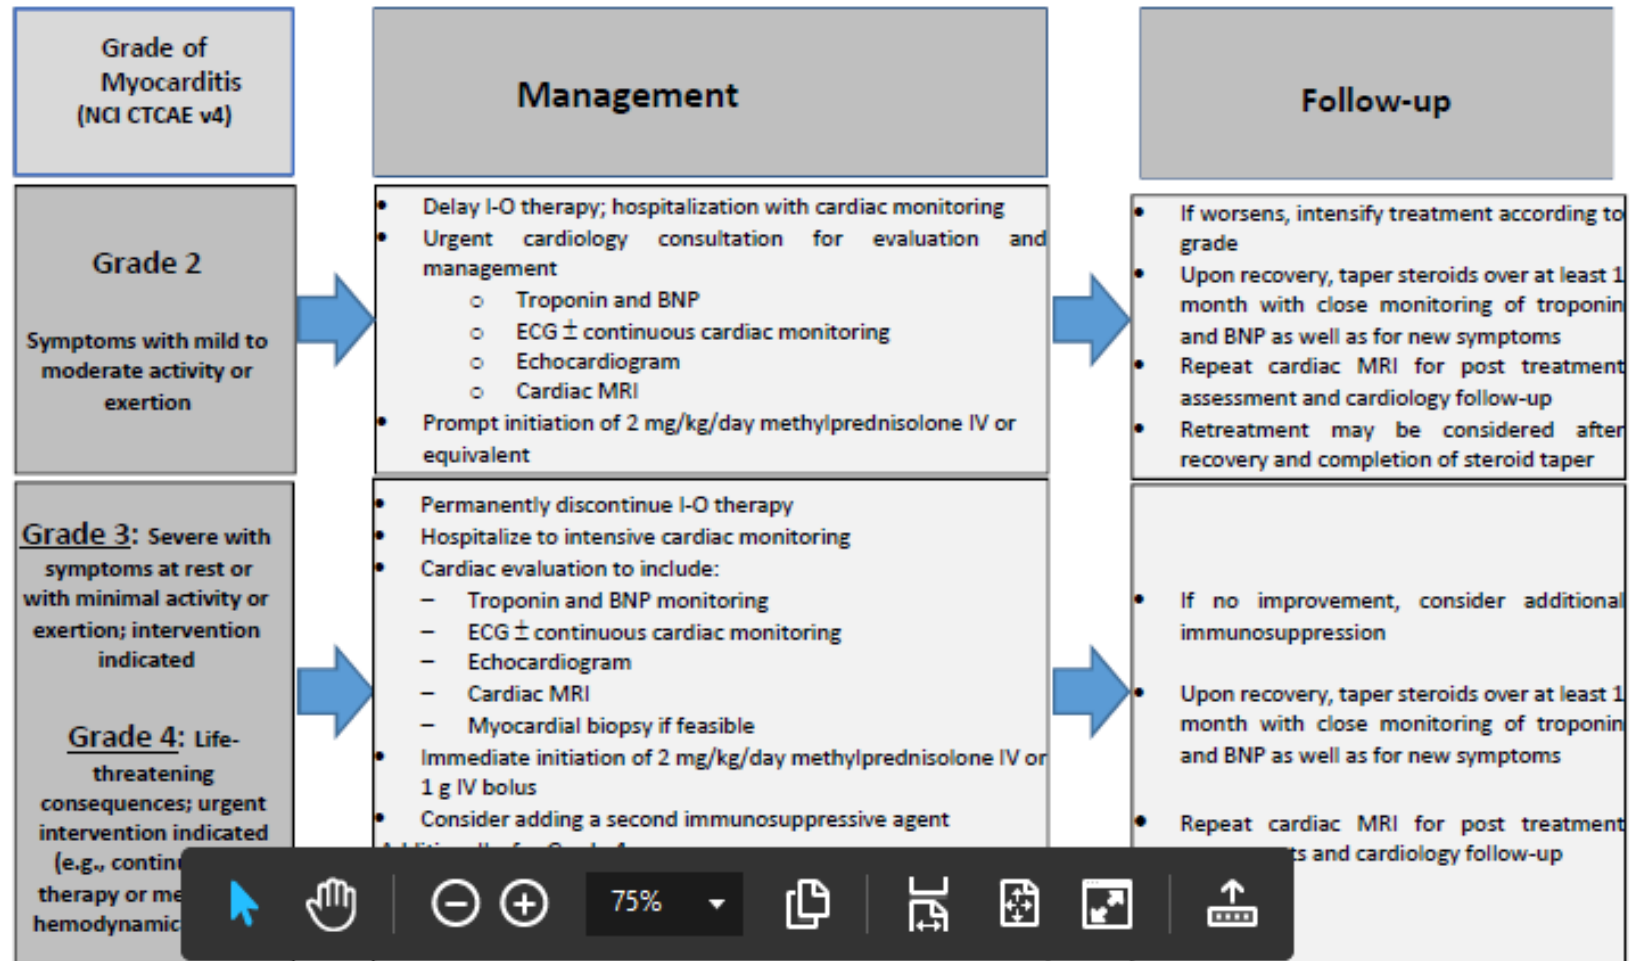 Grade of
Myocarditis
(NCI CTCAE v4)
Management
Follow-up
Grade 2
Symptoms with mild to
moderate activity or
exertion
• Delay I-O therapy; hospitalization with cardiac monitoring
• Urgent cardiology consultation for evaluation and
management
o Troponin and BNP
o ECG ± continuous cardiac monitoring
o Echocardiogram
o Cardiac MRI
• Prompt initiation of 2 mg/kg/day methylprednisolone IV or
equivalent
• If worsens, intensify treatment according to
grade
• Upon recovery, taper steroids over at least 1
month with close monitoring of troponin
and BNP as well as for new symptoms
• Repeat cardiac MRI for post treatment
assessment and cardiology follow-up
• Retreatment may be considered after
recovery and completion of steroid taper
Grade 3: Severe with
symptoms at rest or
with minimal activity or
exertion; intervention
indicated
Grade 4: Life-
threatening
consequences; urgent
intervention indicated
(e.g.,
therapy or
• Permanently discontinue I-O therapy
• Hospitalize to intensive cardiac monitoring
• Cardiac evaluation to include:
– Troponin and BNP monitoring
– ECG ± continuous cardiac monitoring
– Echocardiogram
– Cardiac MRI
– Myocardial biopsy if feasible
• Immediate initiation of 2 mg/kg/day methylprednisolone IV or
1 g IV bolus
• Consider adding a second immunosuppressive agent
• If no improvement, consider additional
immunosuppression
• Upon recovery, taper steroids over at least 1
month with close monitoring of troponin
and BNP as well as for new symptoms
• Repeat cardiac MRI for post treatment
and cardiology follow-up
75%